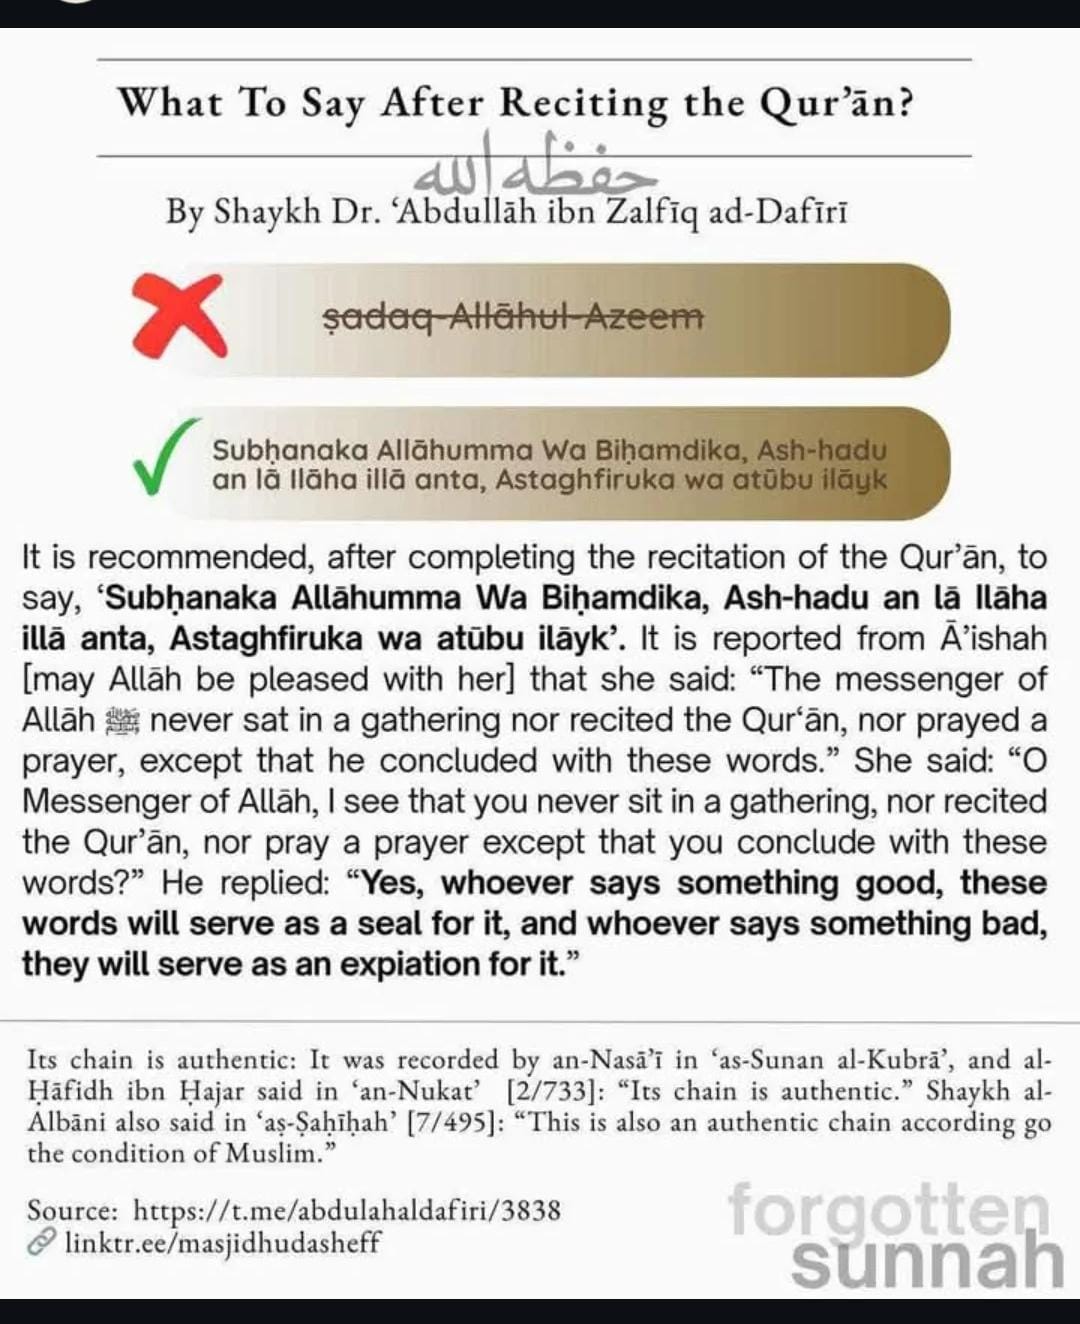 What To Say After Reciting the Qur’ān?
حفظه الله
By Shaykh Dr. ‘Abdullāh ibn Zalfīq ad-Dafīrī
ṣadaq-Allāhul-Azeem
Subḥanaka Allāhumma Wa Biḥamdika, Ash-hadu
an lā Ilāha illā anta, Astaghfiruka wa atūbu ilāyk
It is recommended, after completing the recitation of the Qur’ān, to
say, ‘Subḥanaka Allāhumma Wa Biḥamdika, Ash-hadu an lā Ilāha
illā anta, Astaghfiruka wa atūbu ilāyk’. It is reported from Ā’ishah
[may Allāh be pleased with her] that she said: “The messenger of
Allāh ﷺ never sat in a gathering nor recited the Qur‘ān, nor prayed a
prayer, except that he concluded with these words.” She said: “O
Messenger of Allāh, I see that you never sit in a gathering, nor recited
the Qur’ān, nor pray a prayer except that you conclude with these
words?” He replied: “Yes, whoever says something good, these
words will serve as a seal for it, and whoever says something bad,
they will serve as an expiation for it.”
Its chain is authentic: It was recorded by an-Nasā’ī in ‘as-Sunan al-Kubrā’, and al-
Ḥāfidh ibn Ḥajar said in ‘an-Nukat’ [2/733]: “Its chain is authentic.” Shaykh al-
Albāni also said in ‘aṣ-Ṣaḥīḥah’ [7/495]: “This is also an authentic chain according go
the condition of Muslim.”
Source: https://t.me/abdulahaldafiri/3838
linktr.ee/masjidhudasheff
forgotten
sunnah